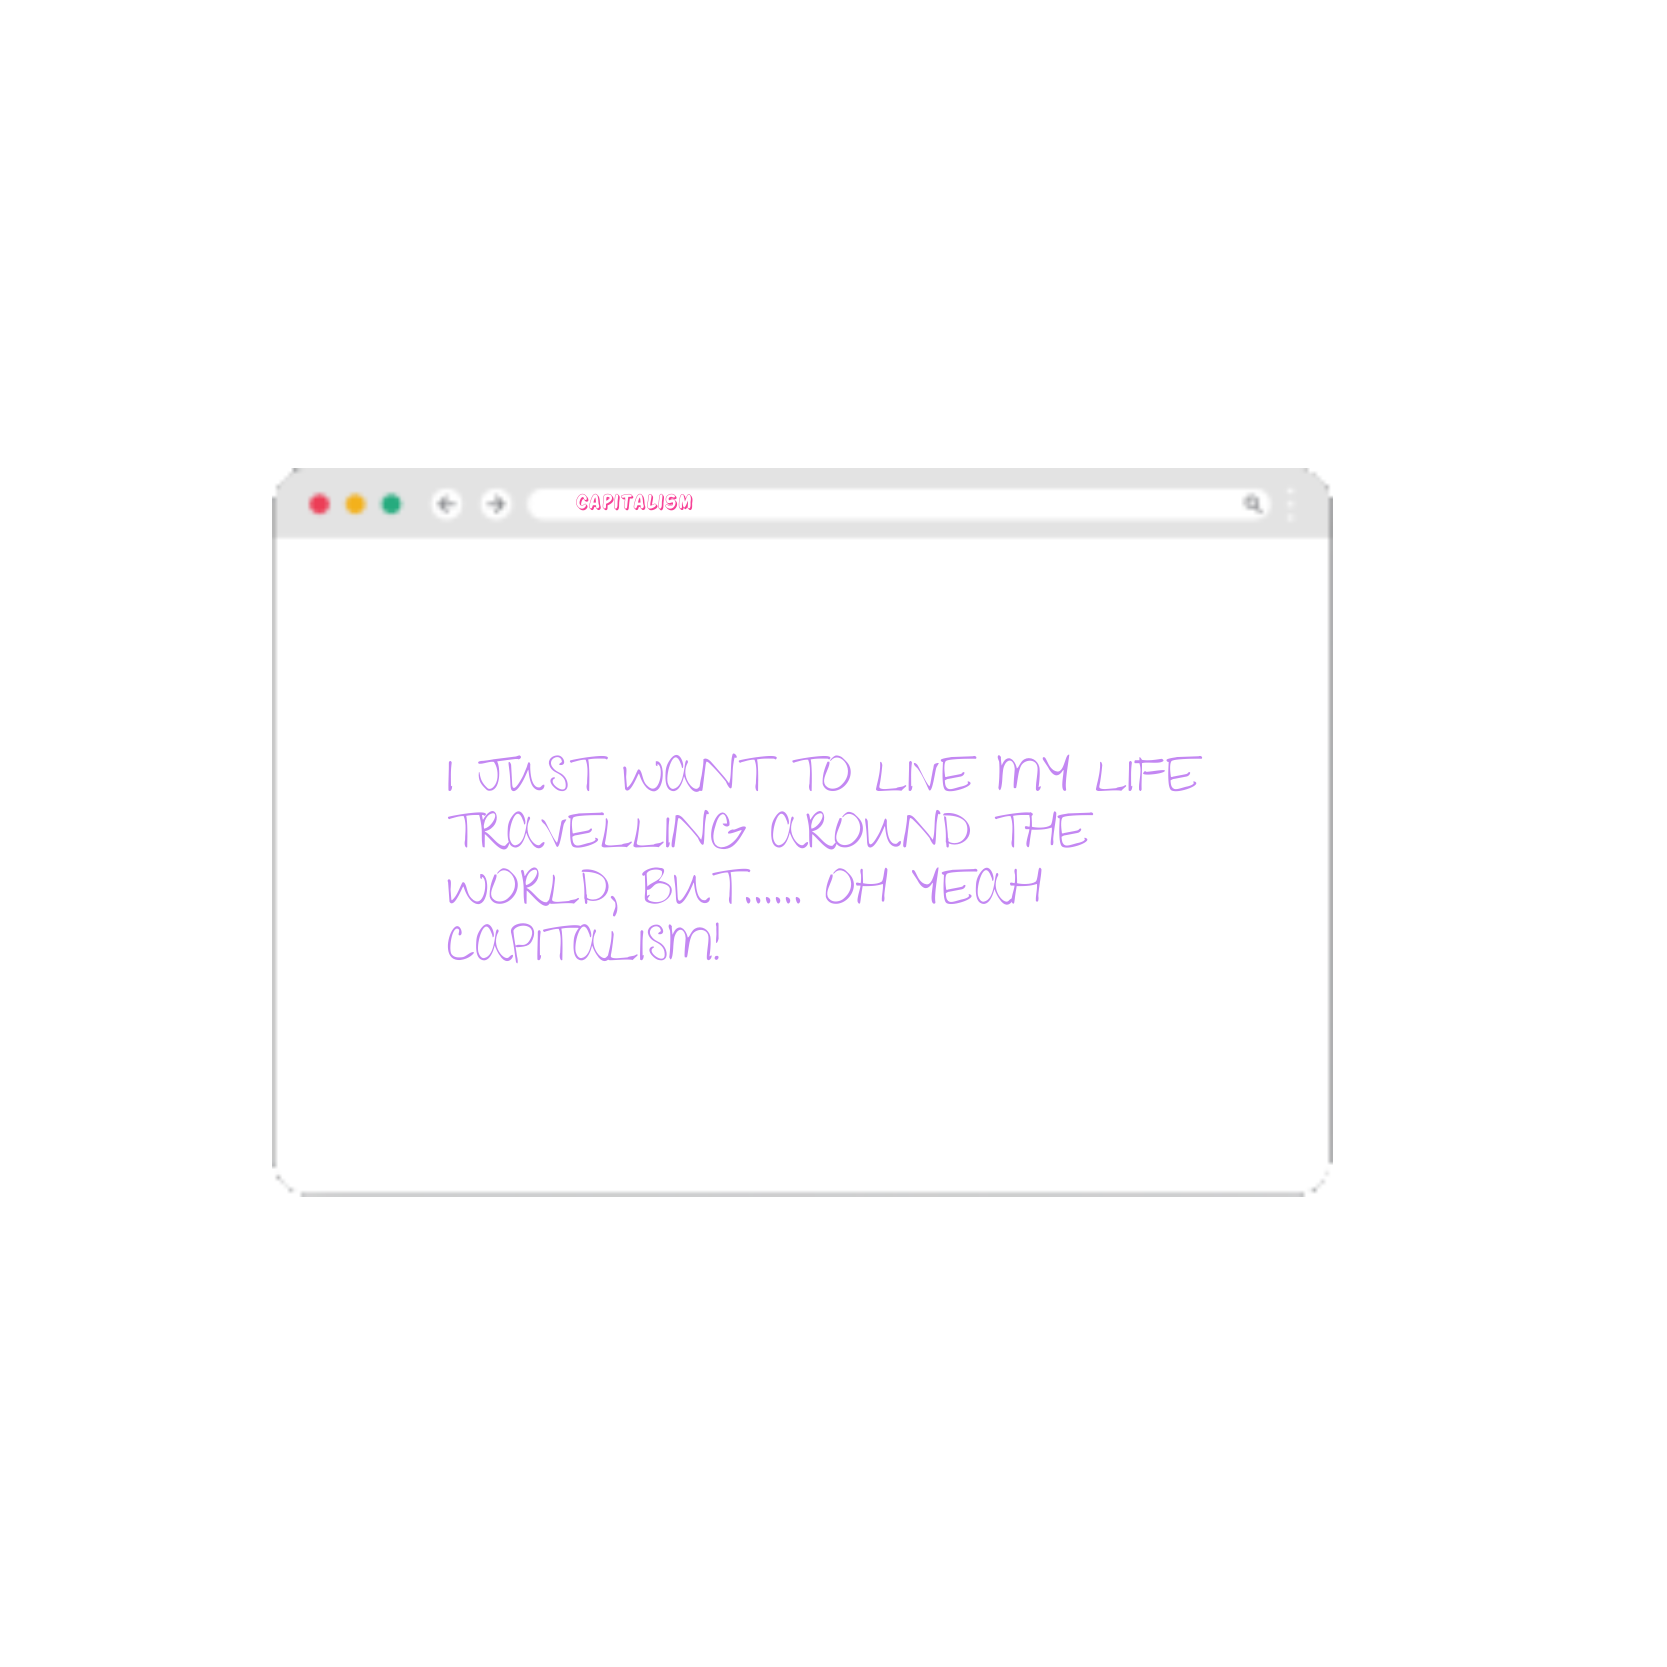 CAPITALISM
I JUST WANT TO LIVE MY LIFE
TRAVELLING AROUND THE
WORLD, BUT...... OH YEAH
CAPITALISM!